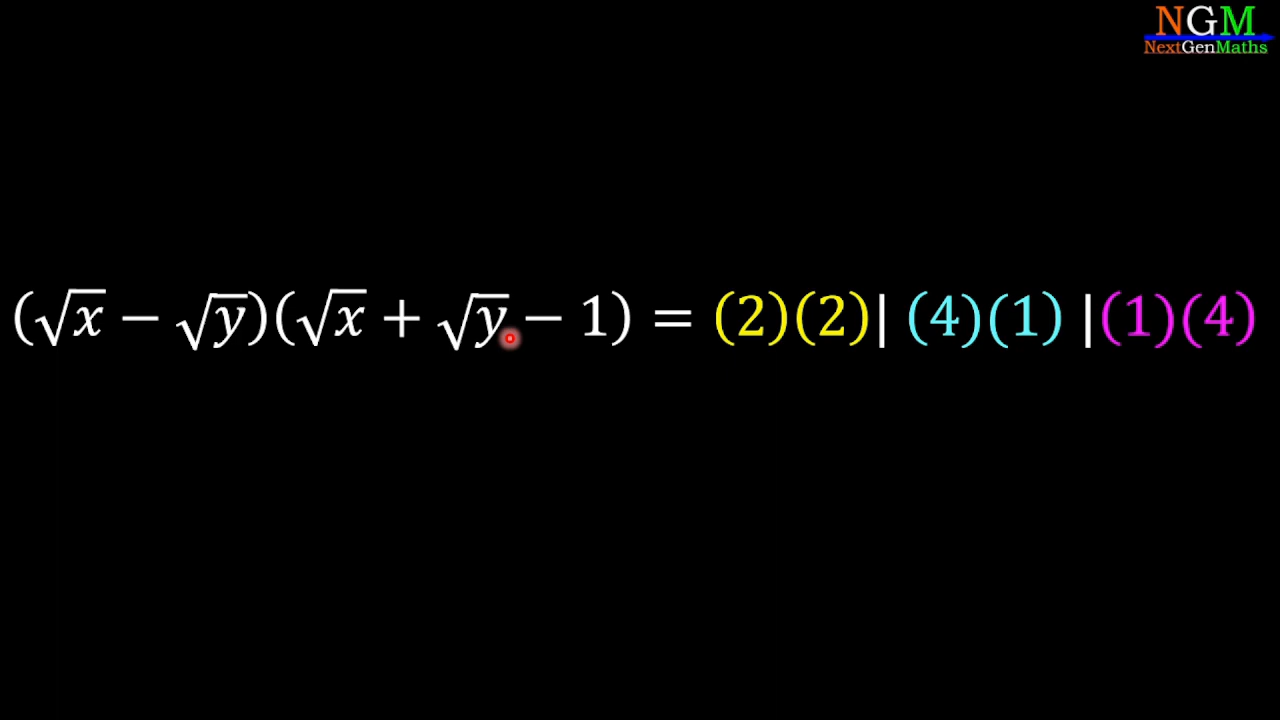 NGM
NextGenMaths
(√x − √y)(√x + √y − 1) = (2)(2)| (4)(1) |(1)(4)